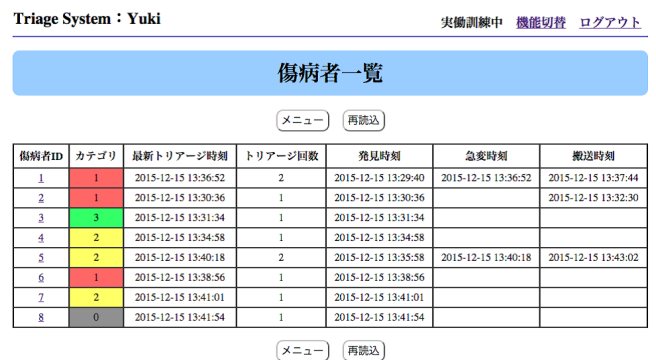 Triage System：Yuki
実働訓練中 機能切替 ログアウト
傷病者一覧
メニュー 再読込
傷病者ID カテゴリ 最新トリアージ時刻 トリアージ回数 発見時刻 急変時刻 搬送時刻
1 1 2015-12-15 13:36:52 2 2015-12-15 13:29:40 2015-12-15 13:36:52 2015-12-15 13:37:44
2 1 2015-12-15 13:30:36 1 2015-12-15 13:30:36 2015-12-15 13:32:30
3 3 2015-12-15 13:31:34 1 2015-12-15 13:31:34
4 2 2015-12-15 13:34:58 1 2015-12-15 13:34:58
5 2 2015-12-15 13:40:18 2 2015-12-15 13:35:58 2015-12-15 13:40:18 2015-12-15 13:43:02
6 1 2015-12-15 13:38:56 1 2015-12-15 13:38:56
7 2 2015-12-15 13:41:01 1 2015-12-15 13:41:01
8 0 2015-12-15 13:41:54 1 2015-12-15 13:41:54
メニュー 再読込